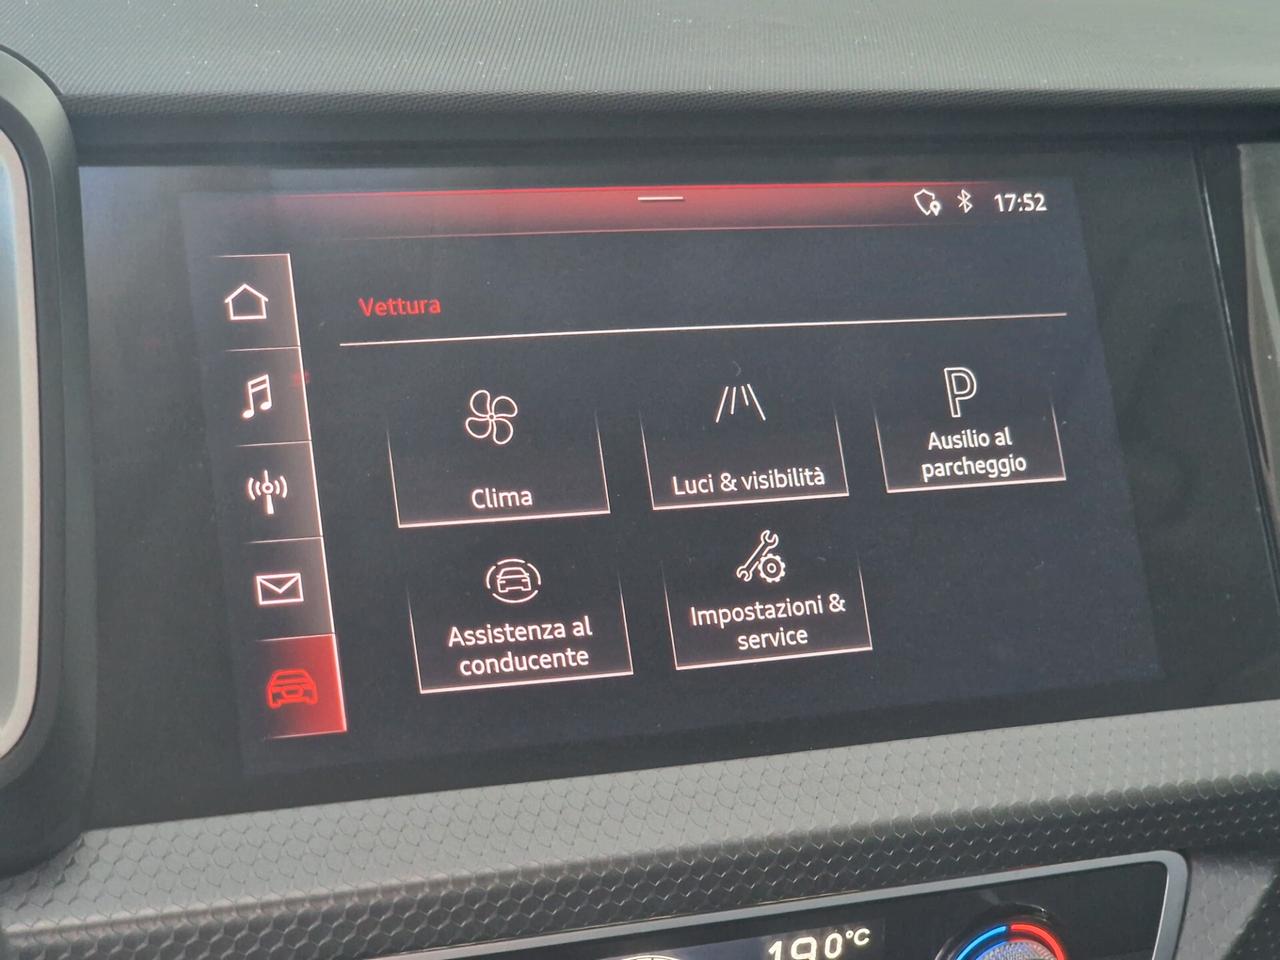 17:52
Vettura
Clima
Luci & visibilità
P
Ausilio al
parcheggio
Assistenza al
conducente
Impostazioni &
service
19.0°C